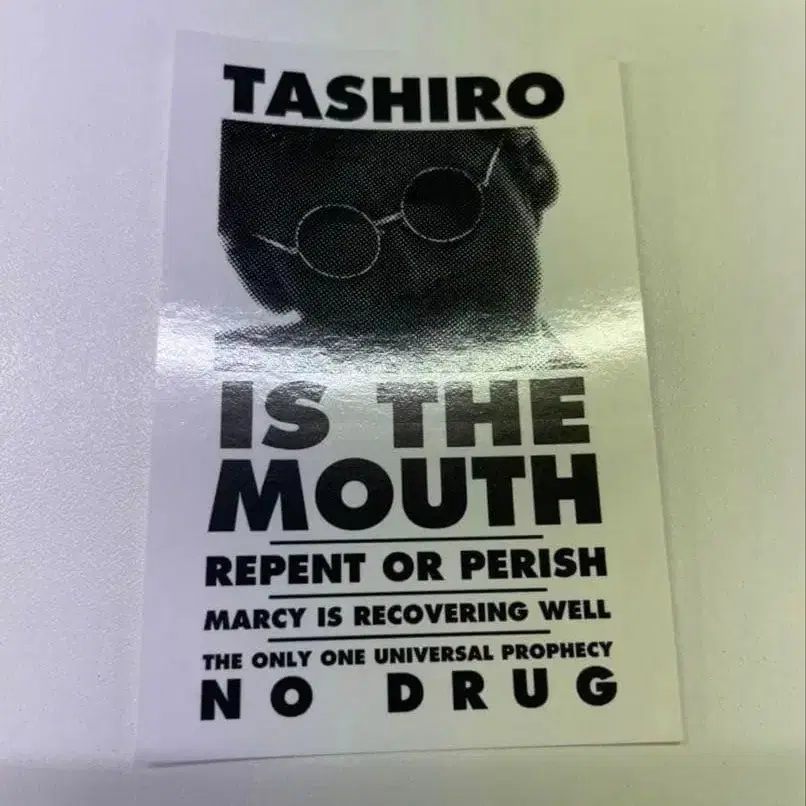 TASHIRO
IS THE
MOUTH
REPENT OR PERISH
MARCY IS RECOVERING WELL
THE ONLY ONE UNIVERSAL PROPHECY
NO DRUG